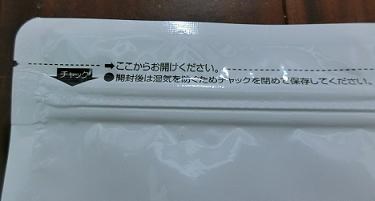 ➡ここからお開けください。
チャック
●開封後は湿気を防ぐためチャックを閉めて保存してください。